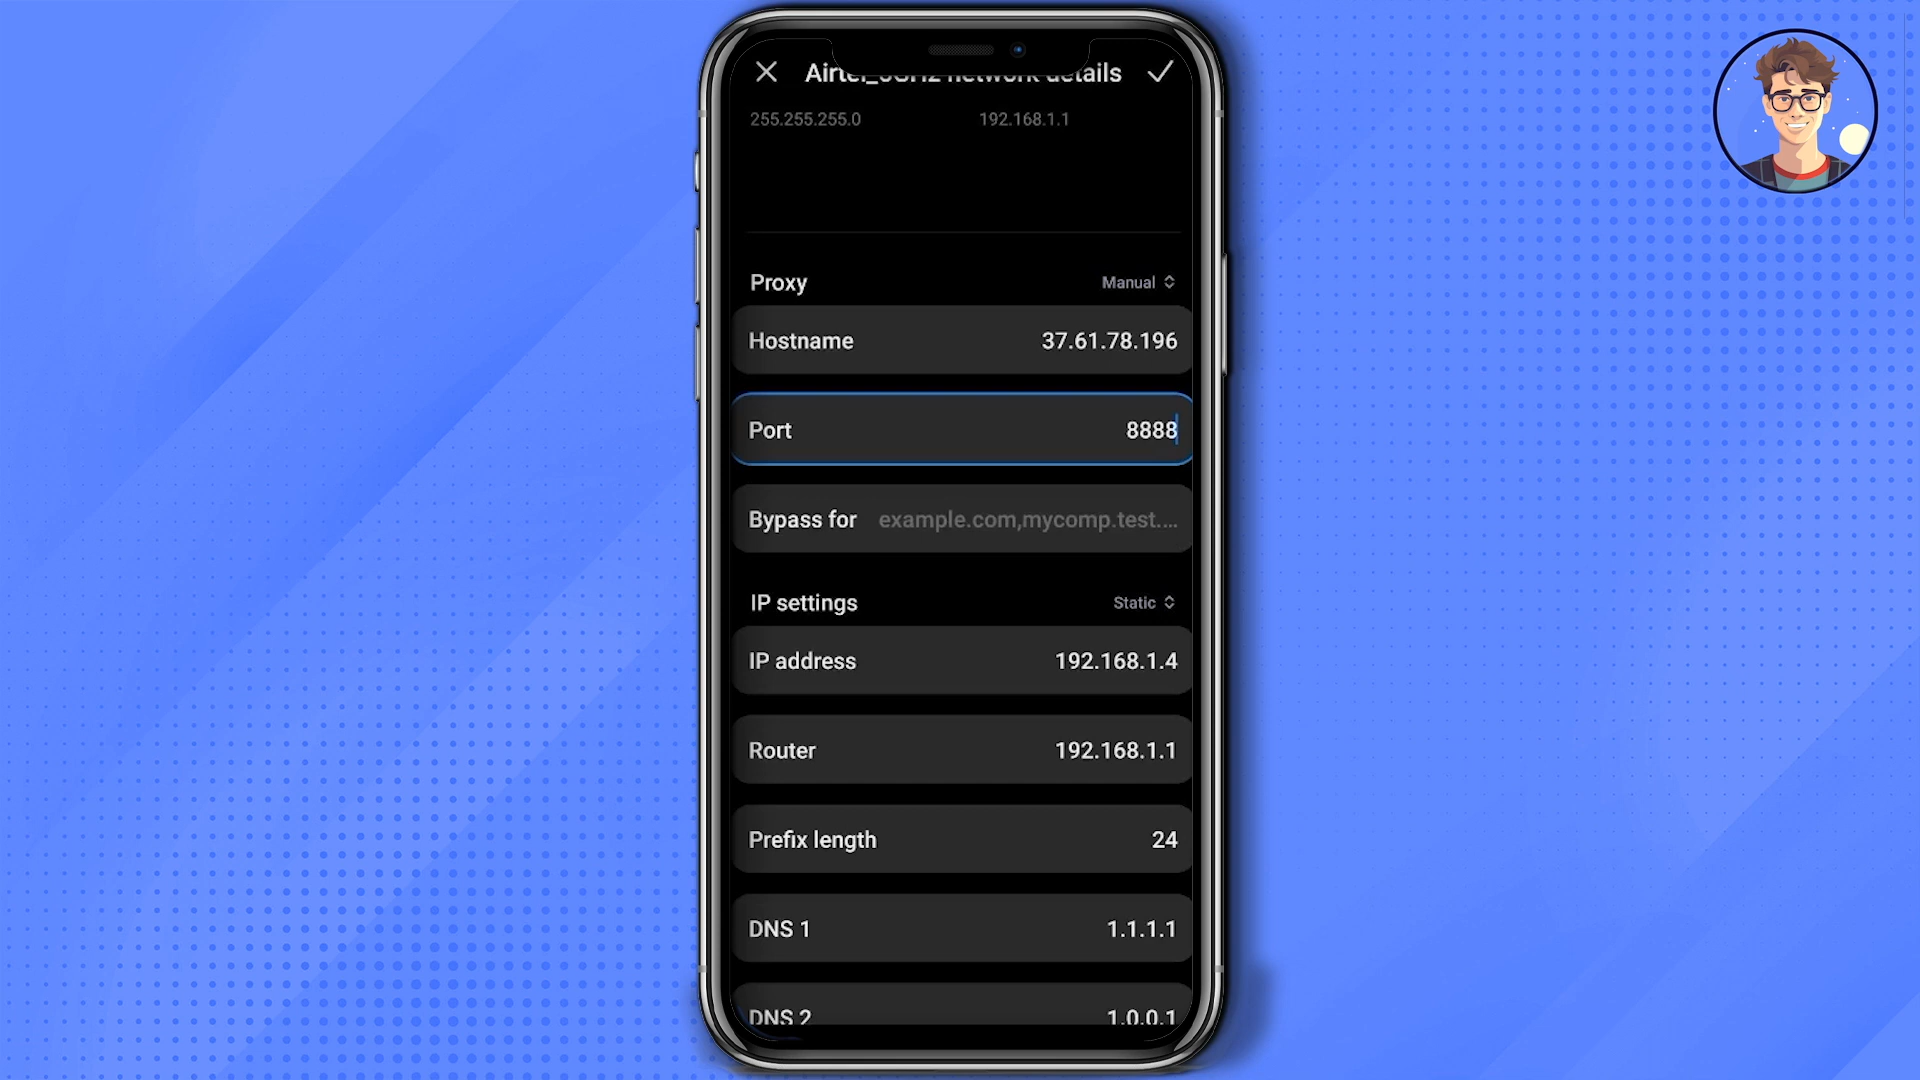 network details
255.255.255.0 192.168.1.1
Proxy Manual
Hostname 37.61.78.196
Port 8888
Bypass for example.com,mycomp.test....
IP settings Static
IP address 192.168.1.4
Router 192.168.1.1
Prefix length 24
DNS 1 1.1.1.1
DNS 2 1.0.0.1